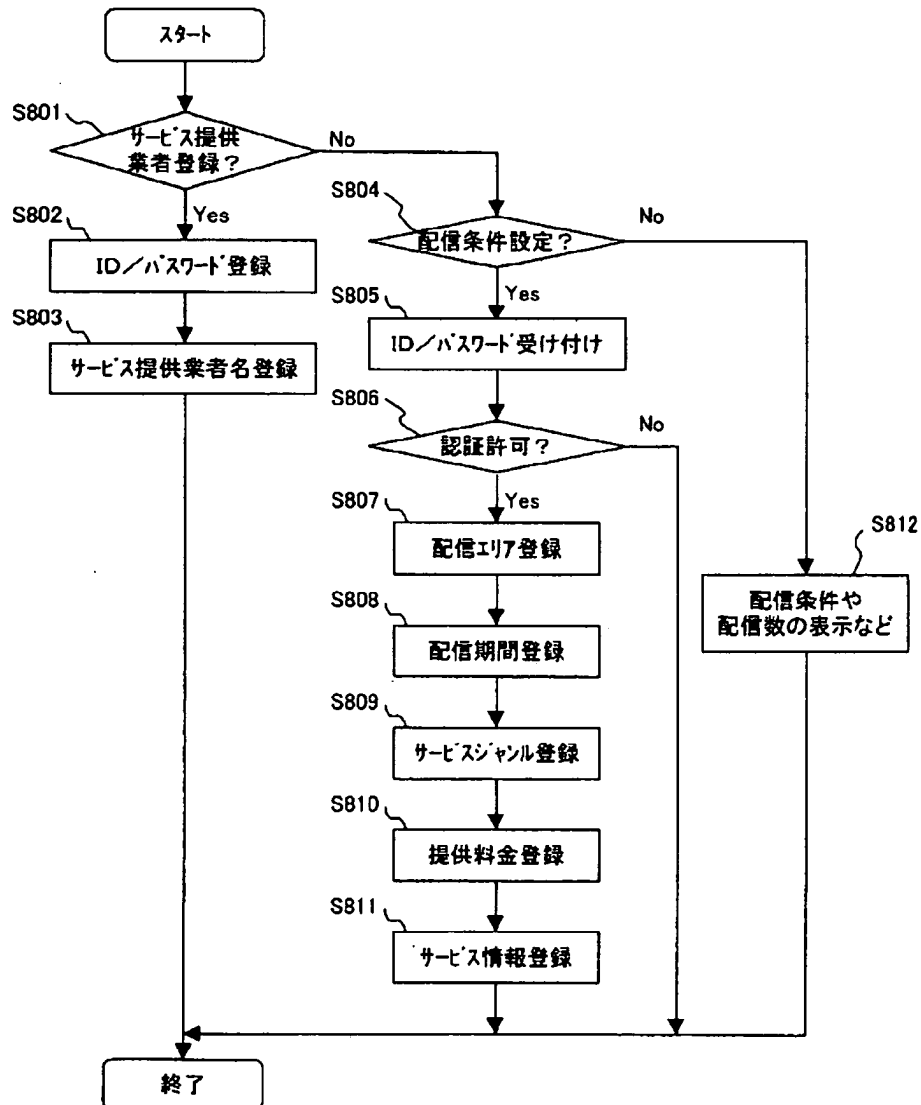 スタート
S801
サービス提供
業者登録？
No
Yes
S802
ID／パスワード登録
S803
サービス提供業者名登録
S804
配信条件設定？
No
Yes
S805
ID／パスワード受け付け
S806
認証許可？
No
Yes
S807
配信エリア登録
S808
配信期間登録
S809
サービスジャンル登録
S810
提供料金登録
S811
サービス情報登録
S812
配信条件や
配信数の表示など
終了